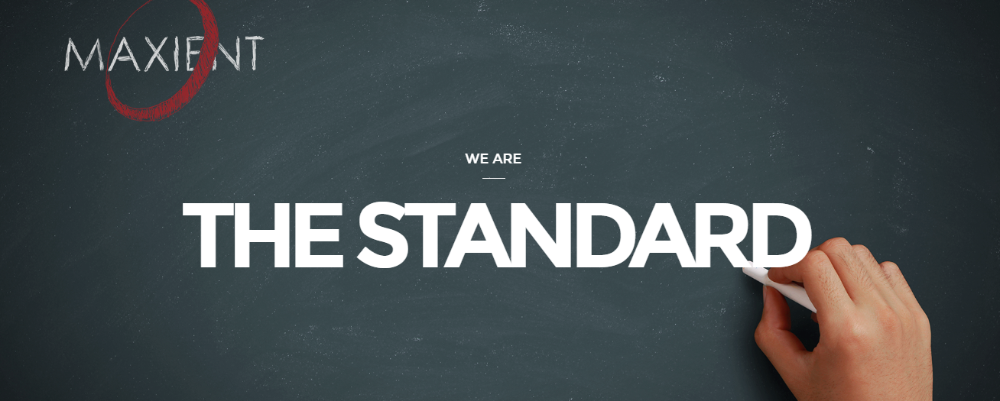 MAXIENT
WE ARE
THE STANDARD